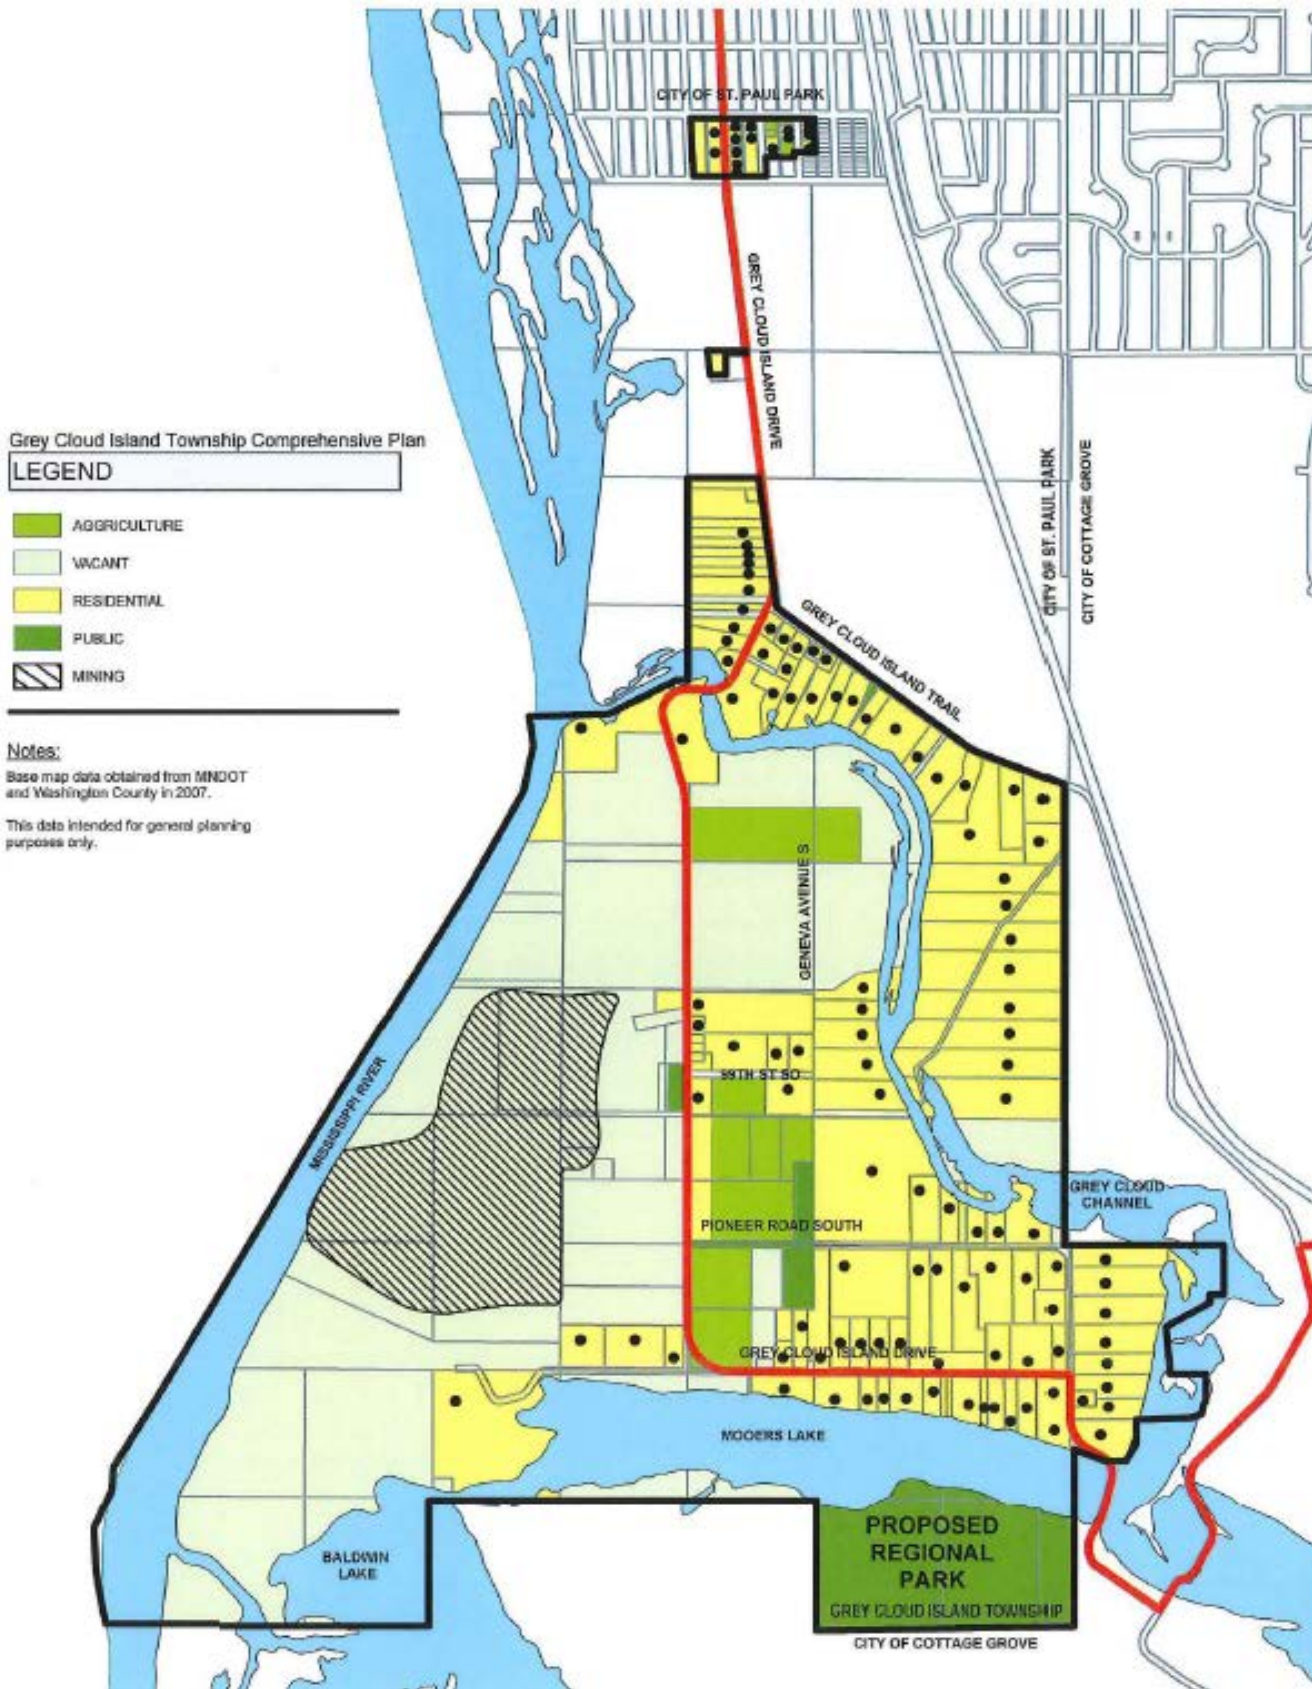 CITY OF ST. PAUL PARK
GREY CLOUD ISLAND DRIVE
Grey Cloud Island Township Comprehensive Plan
LEGEND
AGGRICULTURE
VACANT
RESIDENTIAL
PUBLIC
MINING
Notes:
Base map data obtained from MNDOT
and Washington County in 2007.
This data intended for general planning
purposes only.
CITY OF ST. PAUL PARK
CITY OF COTTAGE GROVE
GREY CLOUD ISLAND TRAIL
GENEVA AVENUE S
99TH ST SO
MISSISSIPPI RIVER
GREY CLOUD
CHANNEL
PIONEER ROAD SOUTH
GREY CLOUD ISLAND DRIVE
MOOERS LAKE
BALDWIN
LAKE
PROPOSED
REGIONAL
PARK
GREY CLOUD ISLAND TOWNSHIP
CITY OF COTTAGE GROVE